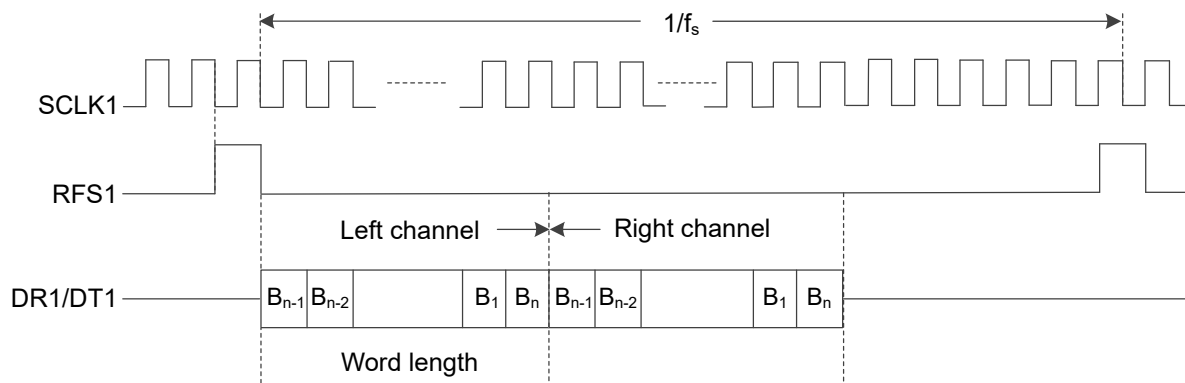 1/fs
SCLK1
RFS1
Left channel
Right channel
DR1/DT1
Bn-1 Bn-2 B1 Bn Bn-1 Bn-2 B1 Bn
Word length